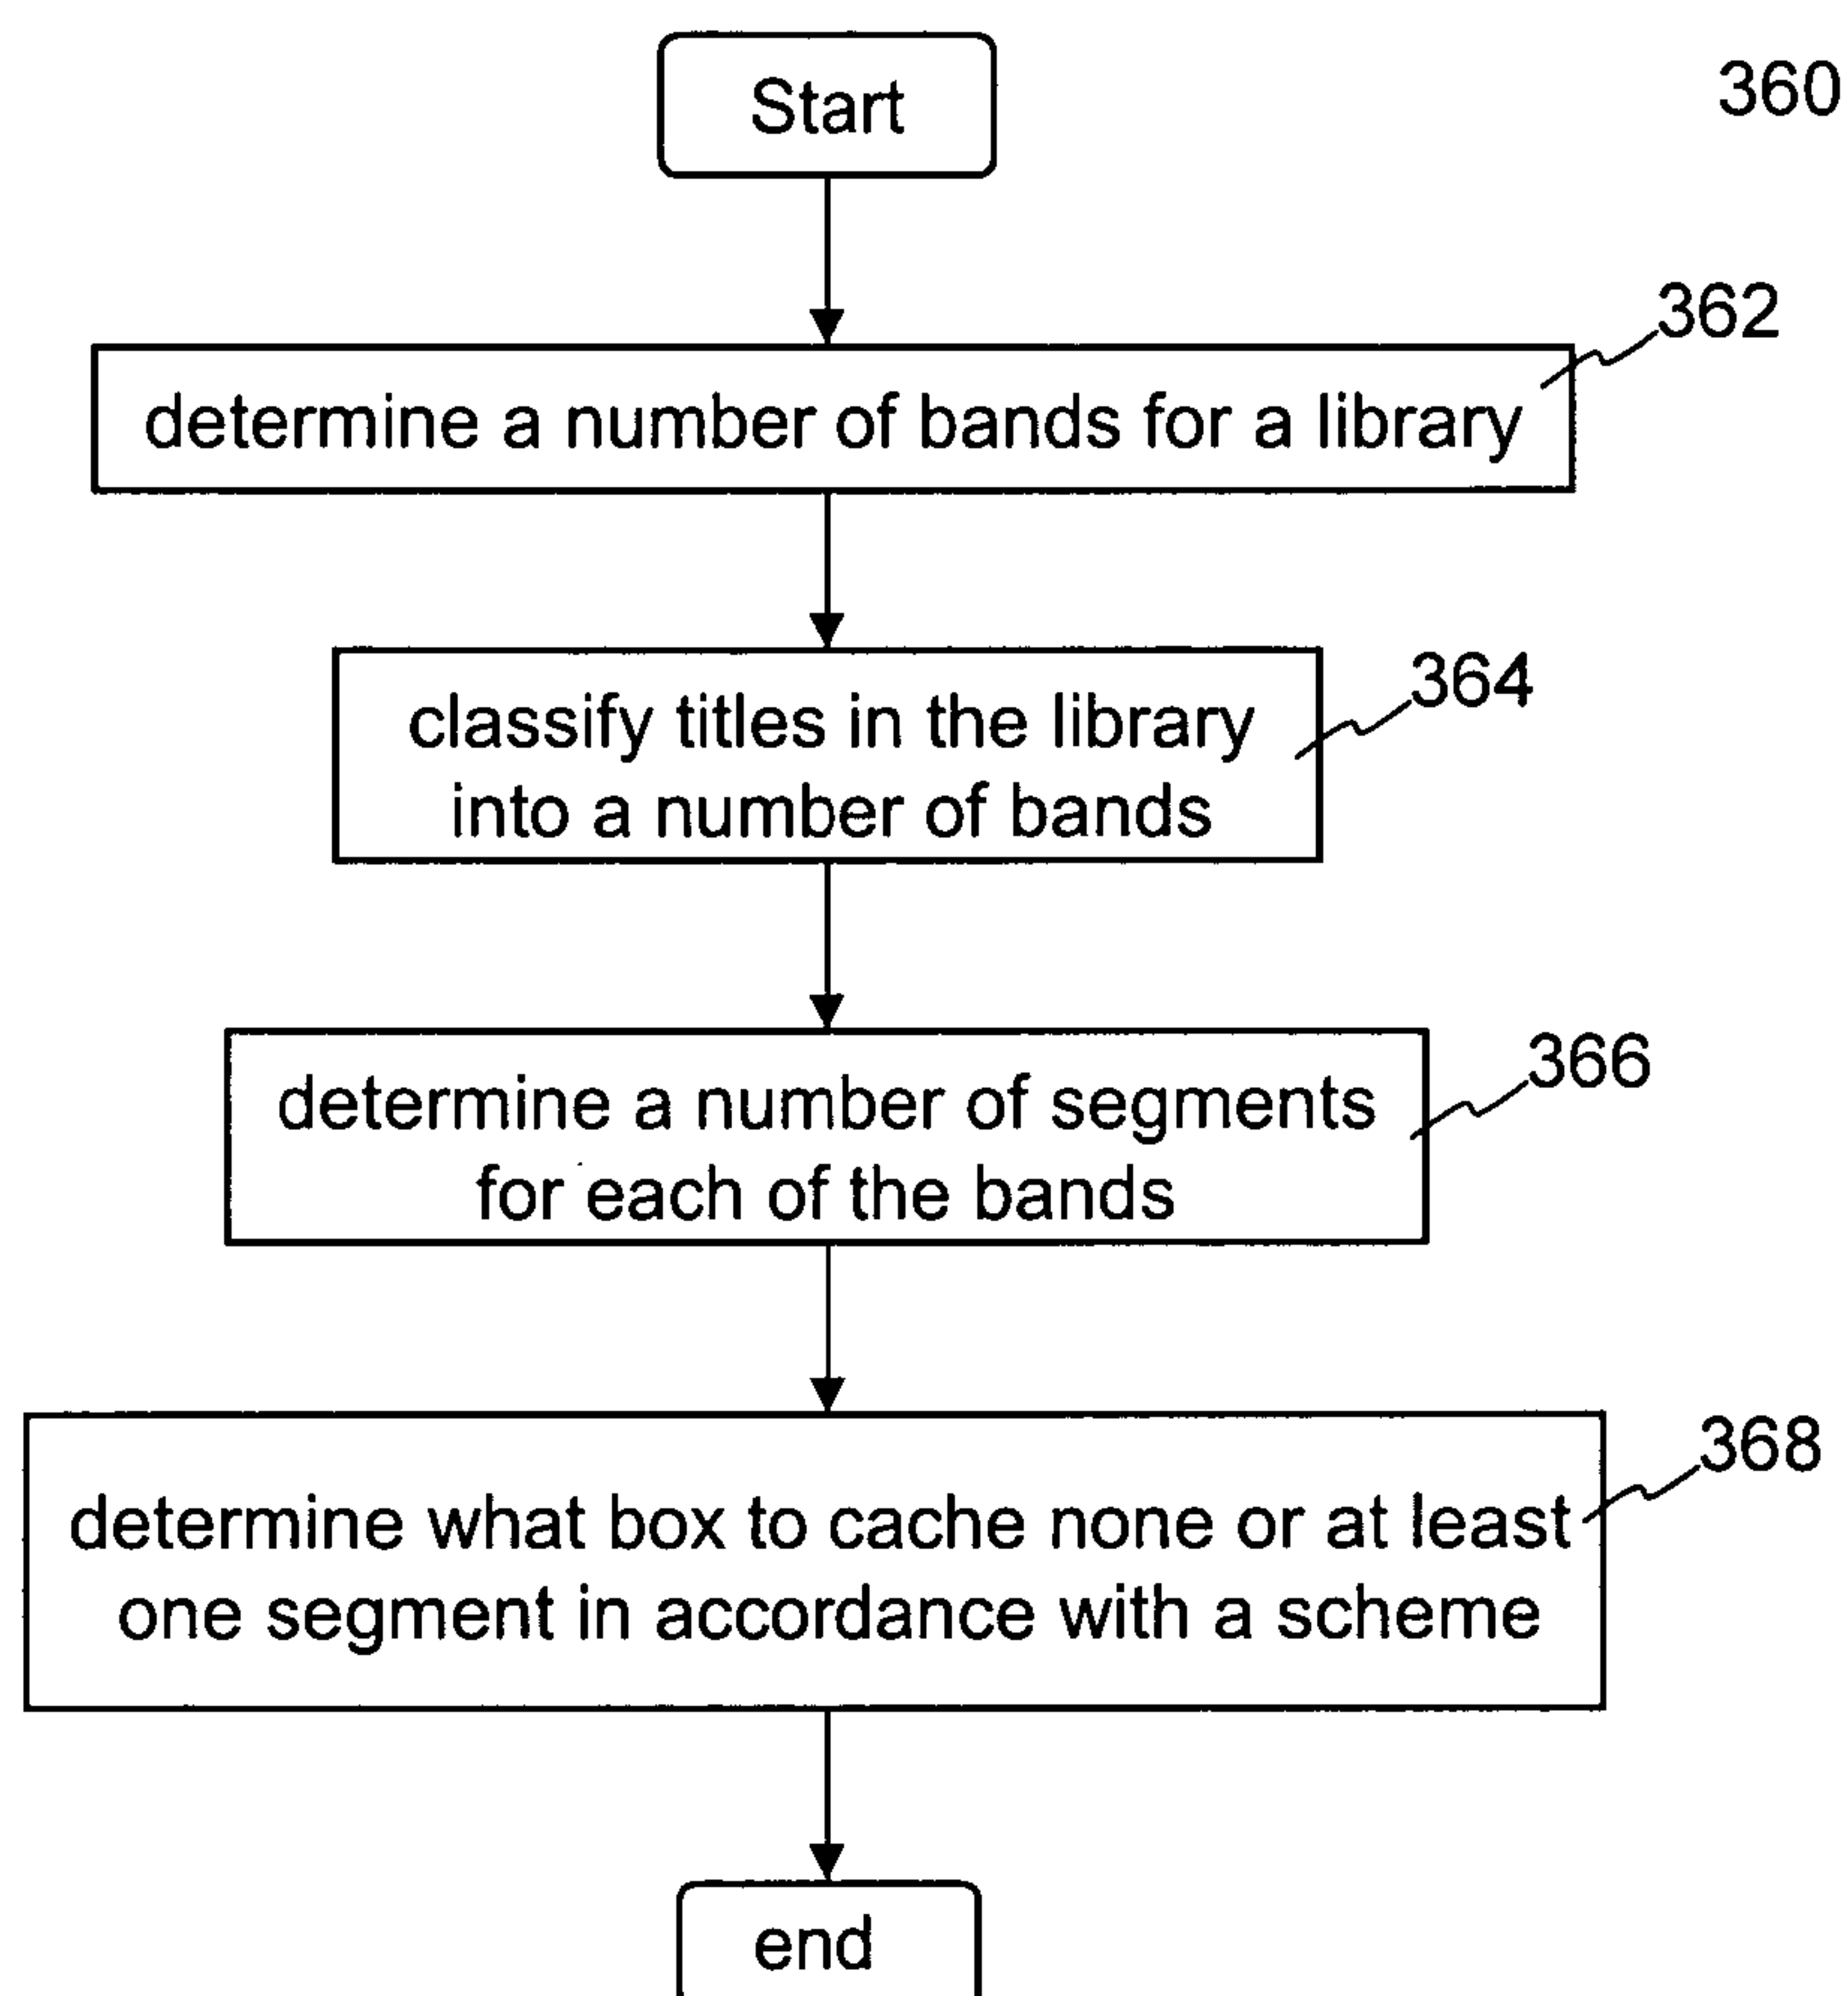 Start
360
362
determine a number of bands for a library
364
classify titles in the library
into a number of bands
366
determine a number of segments
for each of the bands
368
determine what box to cache none or at least
one segment in accordance with a scheme
end